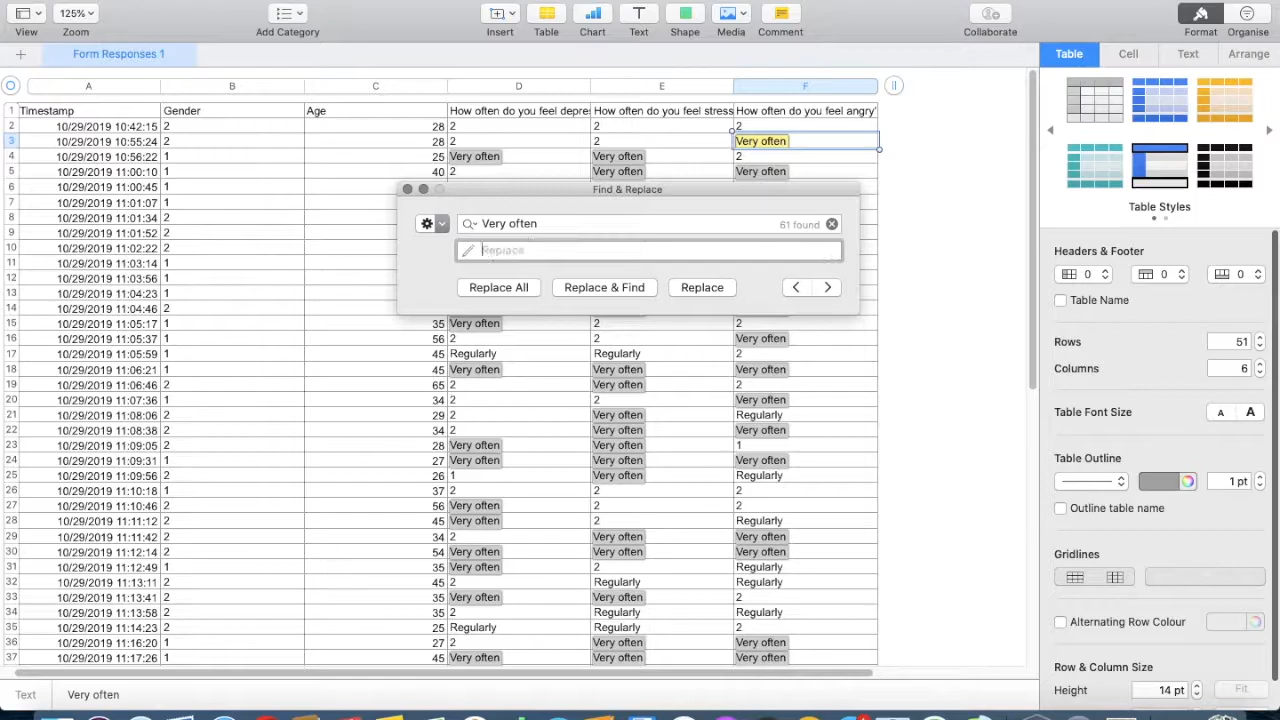 View
125%
Zoom
Add Category
Insert
Table
Chart
T
Text
Shape
Media
Comment
Collaborate
Format
Organise
+ Form Responses 1
Table Cell Text Arrange
A B C D E F
1 Timestamp Gender Age How often do you feel depre How often do you feel stress How often do you feel angry?
2 10/29/2019 10:42:15 2 28 2 2 2
3 10/29/2019 10:55:24 2 28 2 2 Very often
4 10/29/2019 10:56:22 1 25 Very often Very often 2
5 10/29/2019 11:00:10 1 40 2 Very often Very often
6 10/29/2019 11:00:45 1
7 10/29/2019 11:01:07 1
8 10/29/2019 11:01:34 2
9 10/29/2019 11:01:52 2
10 10/29/2019 11:02:22 2
11 10/29/2019 11:03:14 1
12 10/29/2019 11:03:56 1
13 10/29/2019 11:04:23 1
14 10/29/2019 11:04:46 2
15 10/29/2019 11:05:17 1 35 Very often 2 2
16 10/29/2019 11:05:37 1 56 2 2 Very often
17 10/29/2019 11:05:59 1 45 Regularly Regularly 2
18 10/29/2019 11:06:21 1 45 Very often Very often Very often
19 10/29/2019 11:06:46 2 65 2 Very often 2
20 10/29/2019 11:07:36 1 34 2 2 Very often
21 10/29/2019 11:08:06 2 29 2 Very often Regularly
22 10/29/2019 11:08:38 2 34 2 Very often Very often
23 10/29/2019 11:09:05 2 28 Very often Very often 1
24 10/29/2019 11:09:31 1 27 Very often Very often Very often
25 10/29/2019 11:09:56 2 26 1 Very often Regularly
26 10/29/2019 11:10:18 1 37 2 2 2
27 10/29/2019 11:10:46 2 56 Very often 2 2
28 10/29/2019 11:11:12 2 45 Very often 2 Regularly
29 10/29/2019 11:11:42 2 34 2 Very often Very often
30 10/29/2019 11:12:14 2 54 Very often Very often Very often
31 10/29/2019 11:12:49 1 35 Very often 2 Regularly
32 10/29/2019 11:13:11 2 45 2 Regularly Regularly
33 10/29/2019 11:13:41 2 35 Very often Very often 2
34 10/29/2019 11:13:58 2 35 2 Regularly Regularly
35 10/29/2019 11:14:23 2 25 Regularly Regularly 2
36 10/29/2019 11:16:20 1 27 2 Very often Very often
37 10/29/2019 11:17:26 1 45 Very often Very often Very often
Find & Replace
Very often 61 found
Replace
Replace All Replace & Find Replace
Table Styles
Headers & Footer
0 0 0
Table Name
Rows 51
Columns 6
Table Font Size A A
Table Outline
1 pt
Outline table name
Gridlines
Alternating Row Colour
Row & Column Size
Height 14 pt Fit
Text Very often